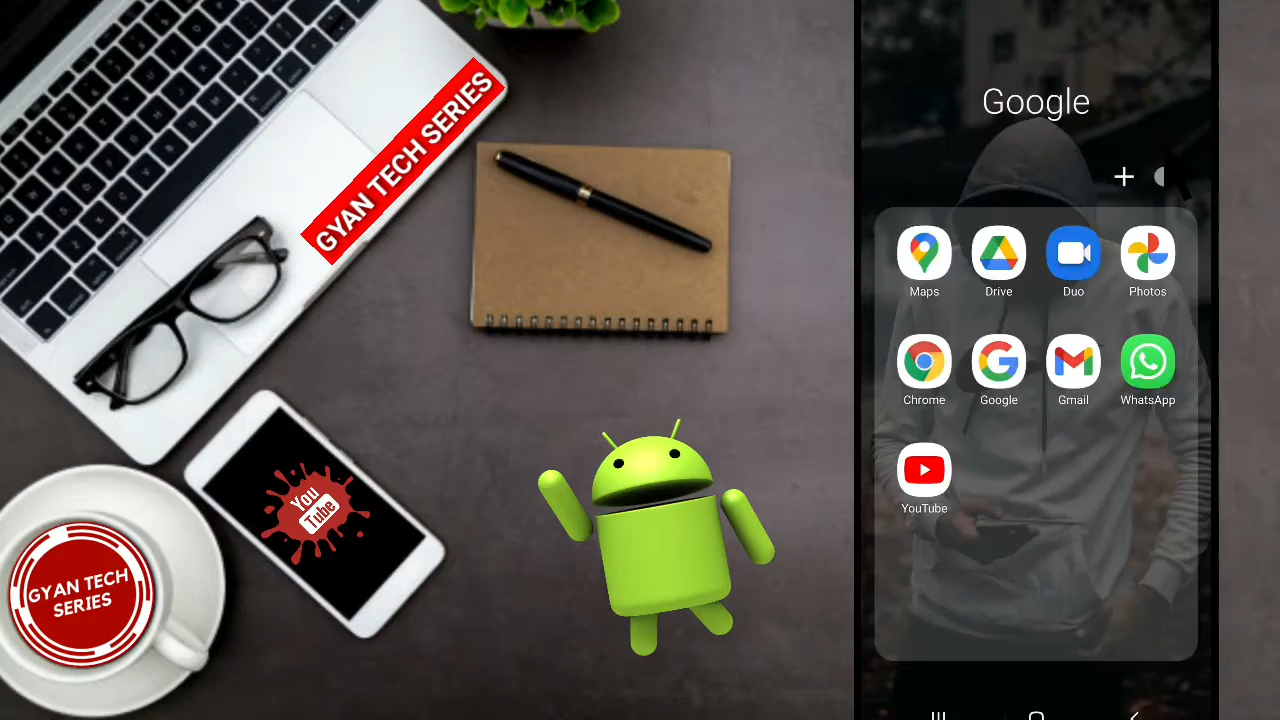 GYAN TECH SERIES
You
Tube
GYAN TECH
SERIES
Google
Maps
Drive
Duo
Photos
Chrome
Google
Gmail
WhatsApp
YouTube